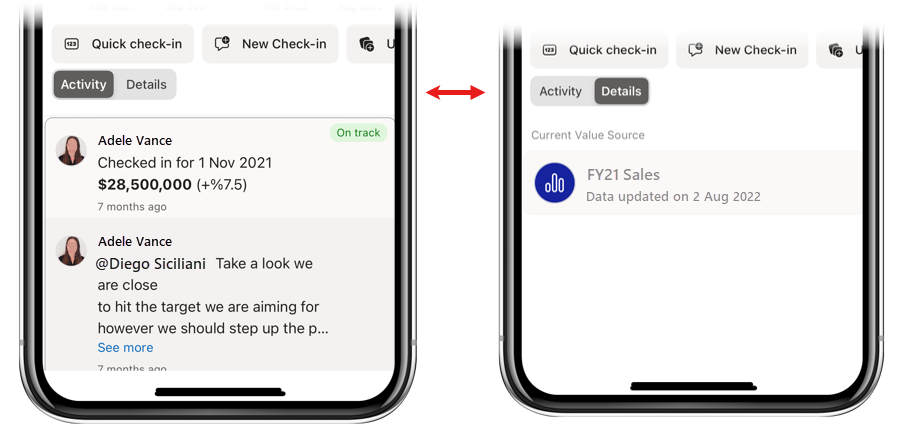 Quick check-in
New Check-in
U
Activity
Details
On track
Adele Vance
Checked in for 1 Nov 2021
$28,500,000 (+%7.5)
7 months ago
Adele Vance
@Diego Siciliani Take a look we
are close
to hit the target we are aiming for
however we should step up the p...
See more
7 months ago
Quick check-in
New Check-in
U
Activity
Details
Current Value Source
FY21 Sales
Data updated on 2 Aug 2022